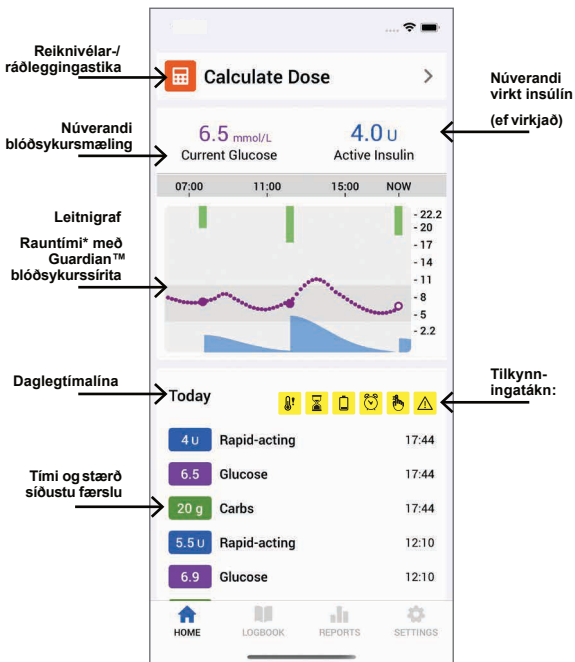 Reiknivélar-/
ráðleggingastika
Calculate Dose
Núverandi
virkt insúlín
(ef virkjað)
Núverandi
blóðsykursmæling
6.5 mmol/L
Current Glucose
4.0 U
Active Insulin
07:00 11:00 15:00 NOW
Leitnigraf
Rauntími* með
Guardian™
blóðsykurssírita
- 22.2
- 20
- 17
- 14
- 11
- 8
- 5
- 2.2
Daglegtímalína
Today
Tilkynn-
ingatákn:
4 U Rapid-acting 17:44
6.5 Glucose 17:44
Tími og stærð
síðustu færslu
20 g Carbs 17:44
5.5 U Rapid-acting 12:10
6.9 Glucose 12:10
HOME LOGBOOK REPORTS SETTINGS